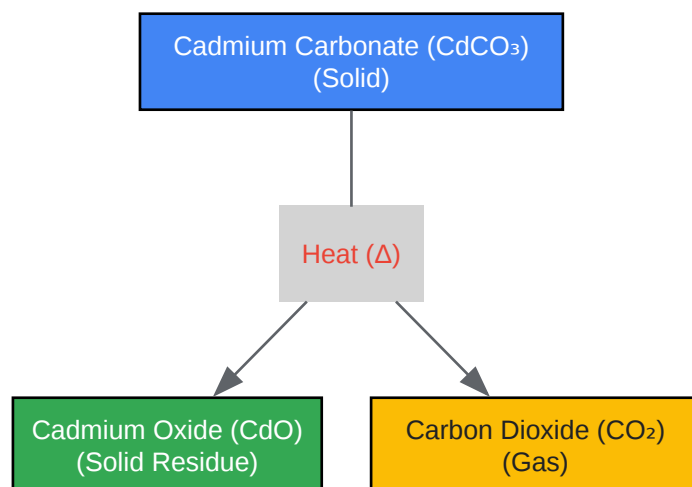 Cadmium Carbonate (CdCO₃)
(Solid)
Heat (Δ)
Cadmium Oxide (CdO)
(Solid Residue)
Carbon Dioxide (CO₂)
(Gas)